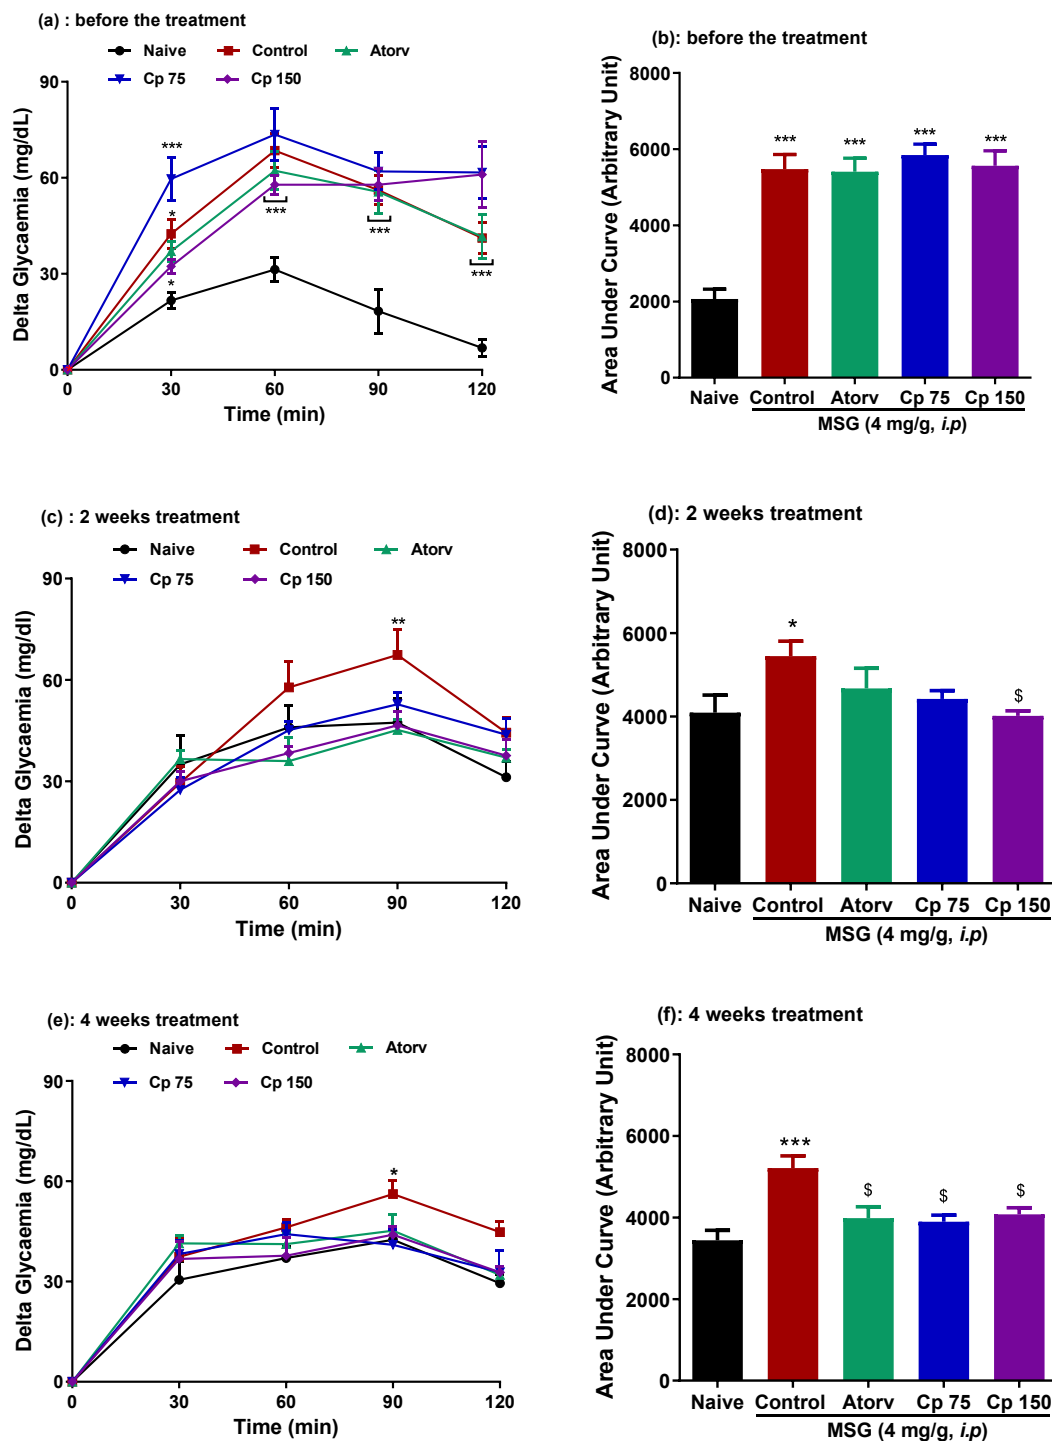 (a) : before the treatment
Naive Control Atorv
Cp 75 Cp 150
Delta Glycaemia (mg/dL)
90
60
30
0
*** * * *** *** ***
0 30 60 90 120
Time (min)
(b): before the treatment
Area Under Curve (Arbitrary Unit)
8000
6000
4000
2000
0
*** *** *** ***
Naive Control Atorv Cp 75 Cp 150
MSG (4 mg/g, i.p)
(c) : 2 weeks treatment
Naive Control Atorv
Cp 75 Cp 150
Delta Glycaemia (mg/dl)
90
60
30
0
**
0 30 60 90 120
Time (min)
(d): 2 weeks treatment
Area Under Curve (Arbitrary Unit)
8000
6000
4000
2000
0
* $
Naive Control Atorv Cp 75 Cp 150
MSG (4 mg/g, i.p)
(e): 4 weeks treatment
Naive Control Atorv
Cp 75 Cp 150
Delta Glycaemia (mg/dL)
90
60
30
0
*
0 30 60 90 120
Time (min)
(f): 4 weeks treatment
Area Under Curve (Arbitrary Unit)
8000
6000
4000
2000
0
*** $ $ $
Naive Control Atorv Cp 75 Cp 150
MSG (4 mg/g, i.p)